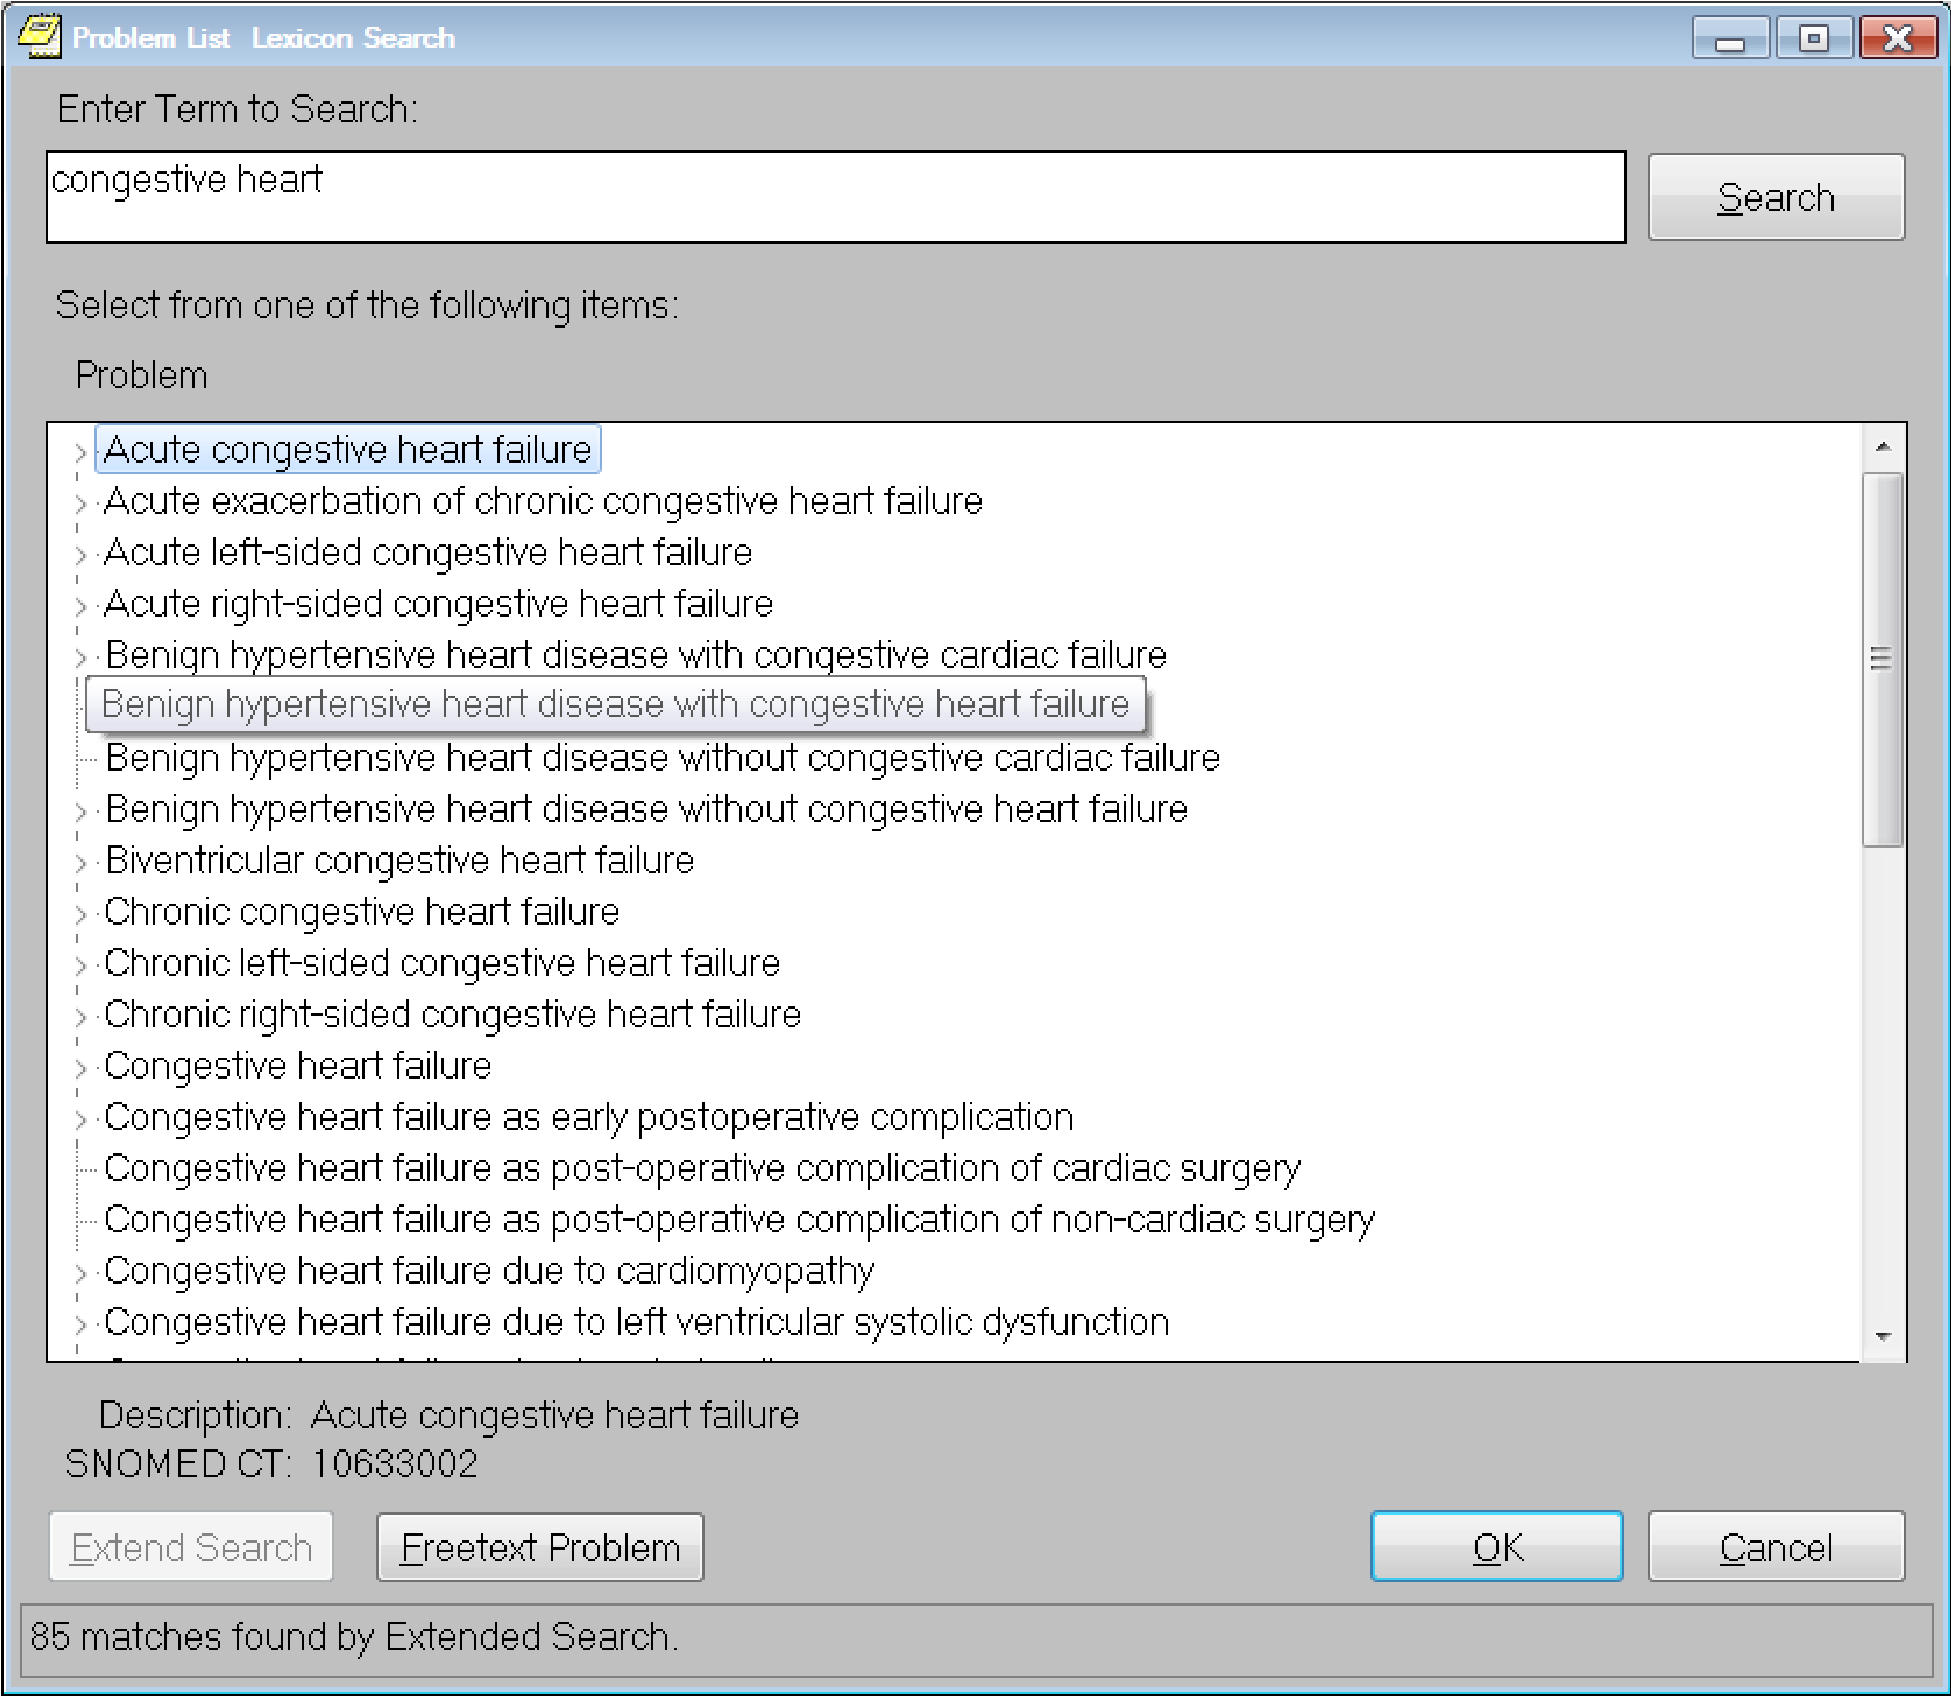 Problem List  Lexicon Search
Enter Term to Search:
congestive heart
Search
Select from one of the following items:
Problem
Acute congestive heart failure
Acute exacerbation of chronic congestive heart failure
Acute left-sided congestive heart failure
Acute right-sided congestive heart failure
Benign hypertensive heart disease with congestive cardiac failure
Benign hypertensive heart disease with congestive heart failure
Benign hypertensive heart disease without congestive cardiac failure
Benign hypertensive heart disease without congestive heart failure
Biventricular congestive heart failure
Chronic congestive heart failure
Chronic left-sided congestive heart failure
Chronic right-sided congestive heart failure
Congestive heart failure
Congestive heart failure as early postoperative complication
Congestive heart failure as post-operative complication of cardiac surgery
Congestive heart failure as post-operative complication of non-cardiac surgery
Congestive heart failure due to cardiomyopathy
Congestive heart failure due to left ventricular systolic dysfunction
Description: Acute congestive heart failure
SNOMED CT: 10633002
Extend Search Freetext Problem OK Cancel
85 matches found by Extended Search.